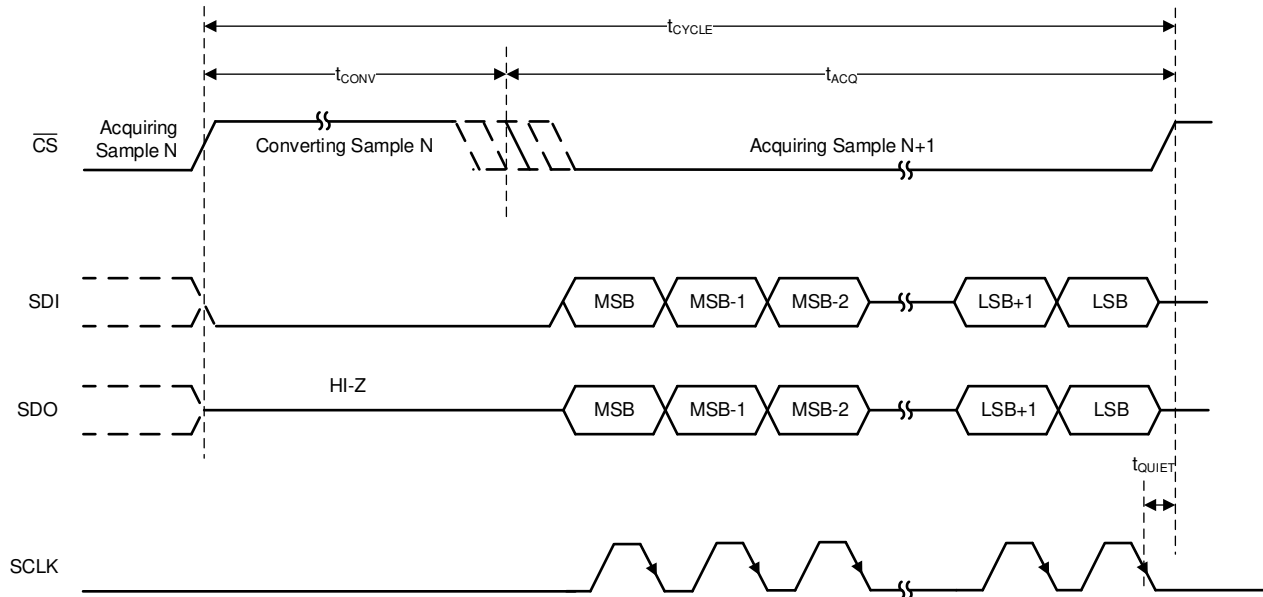 tCYCLE
tCONV
tACQ
CS
Acquiring
Sample N
Converting Sample N
Acquiring Sample N+1
SDI
MSB
MSB-1
MSB-2
LSB+1
LSB
HI-Z
SDO
MSB
MSB-1
MSB-2
LSB+1
LSB
tQUIET
SCLK